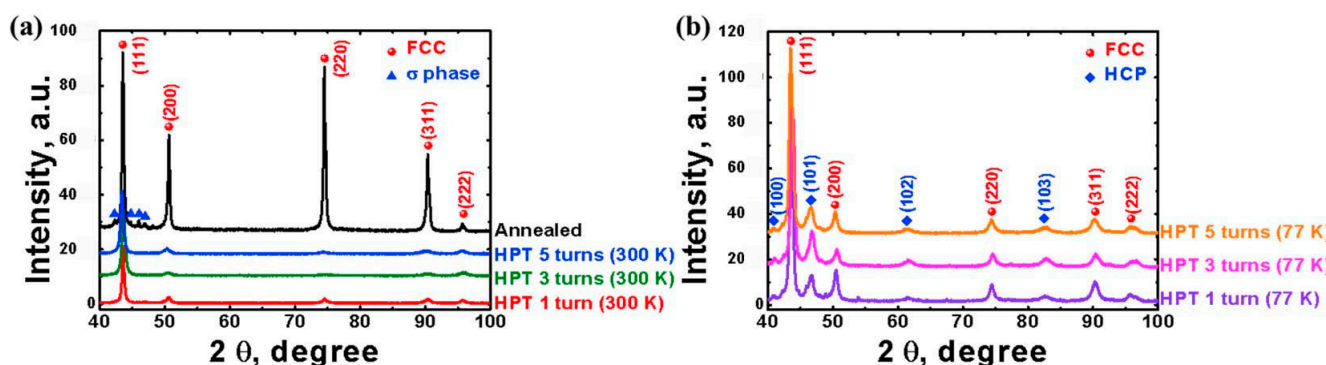 (a)
100
80
60
40
20
0
Intensity, a.u.
(111)
(200)
(220)
(311)
(222)
FCC
σ phase
Annealed
HPT 5 turns (300 K)
HPT 3 turns (300 K)
HPT 1 turn (300 K)
40 50 60 70 80 90 100
2 θ, degree
(b)
120
100
80
60
40
20
0
Intensity, a.u.
(100)
(111)
(101)
(200)
(102)
(220)
(103)
(311)
(222)
FCC
HCP
HPT 5 turns (77 K)
HPT 3 turns (77 K)
HPT 1 turn (77 K)
40 50 60 70 80 90 100
2 θ, degree